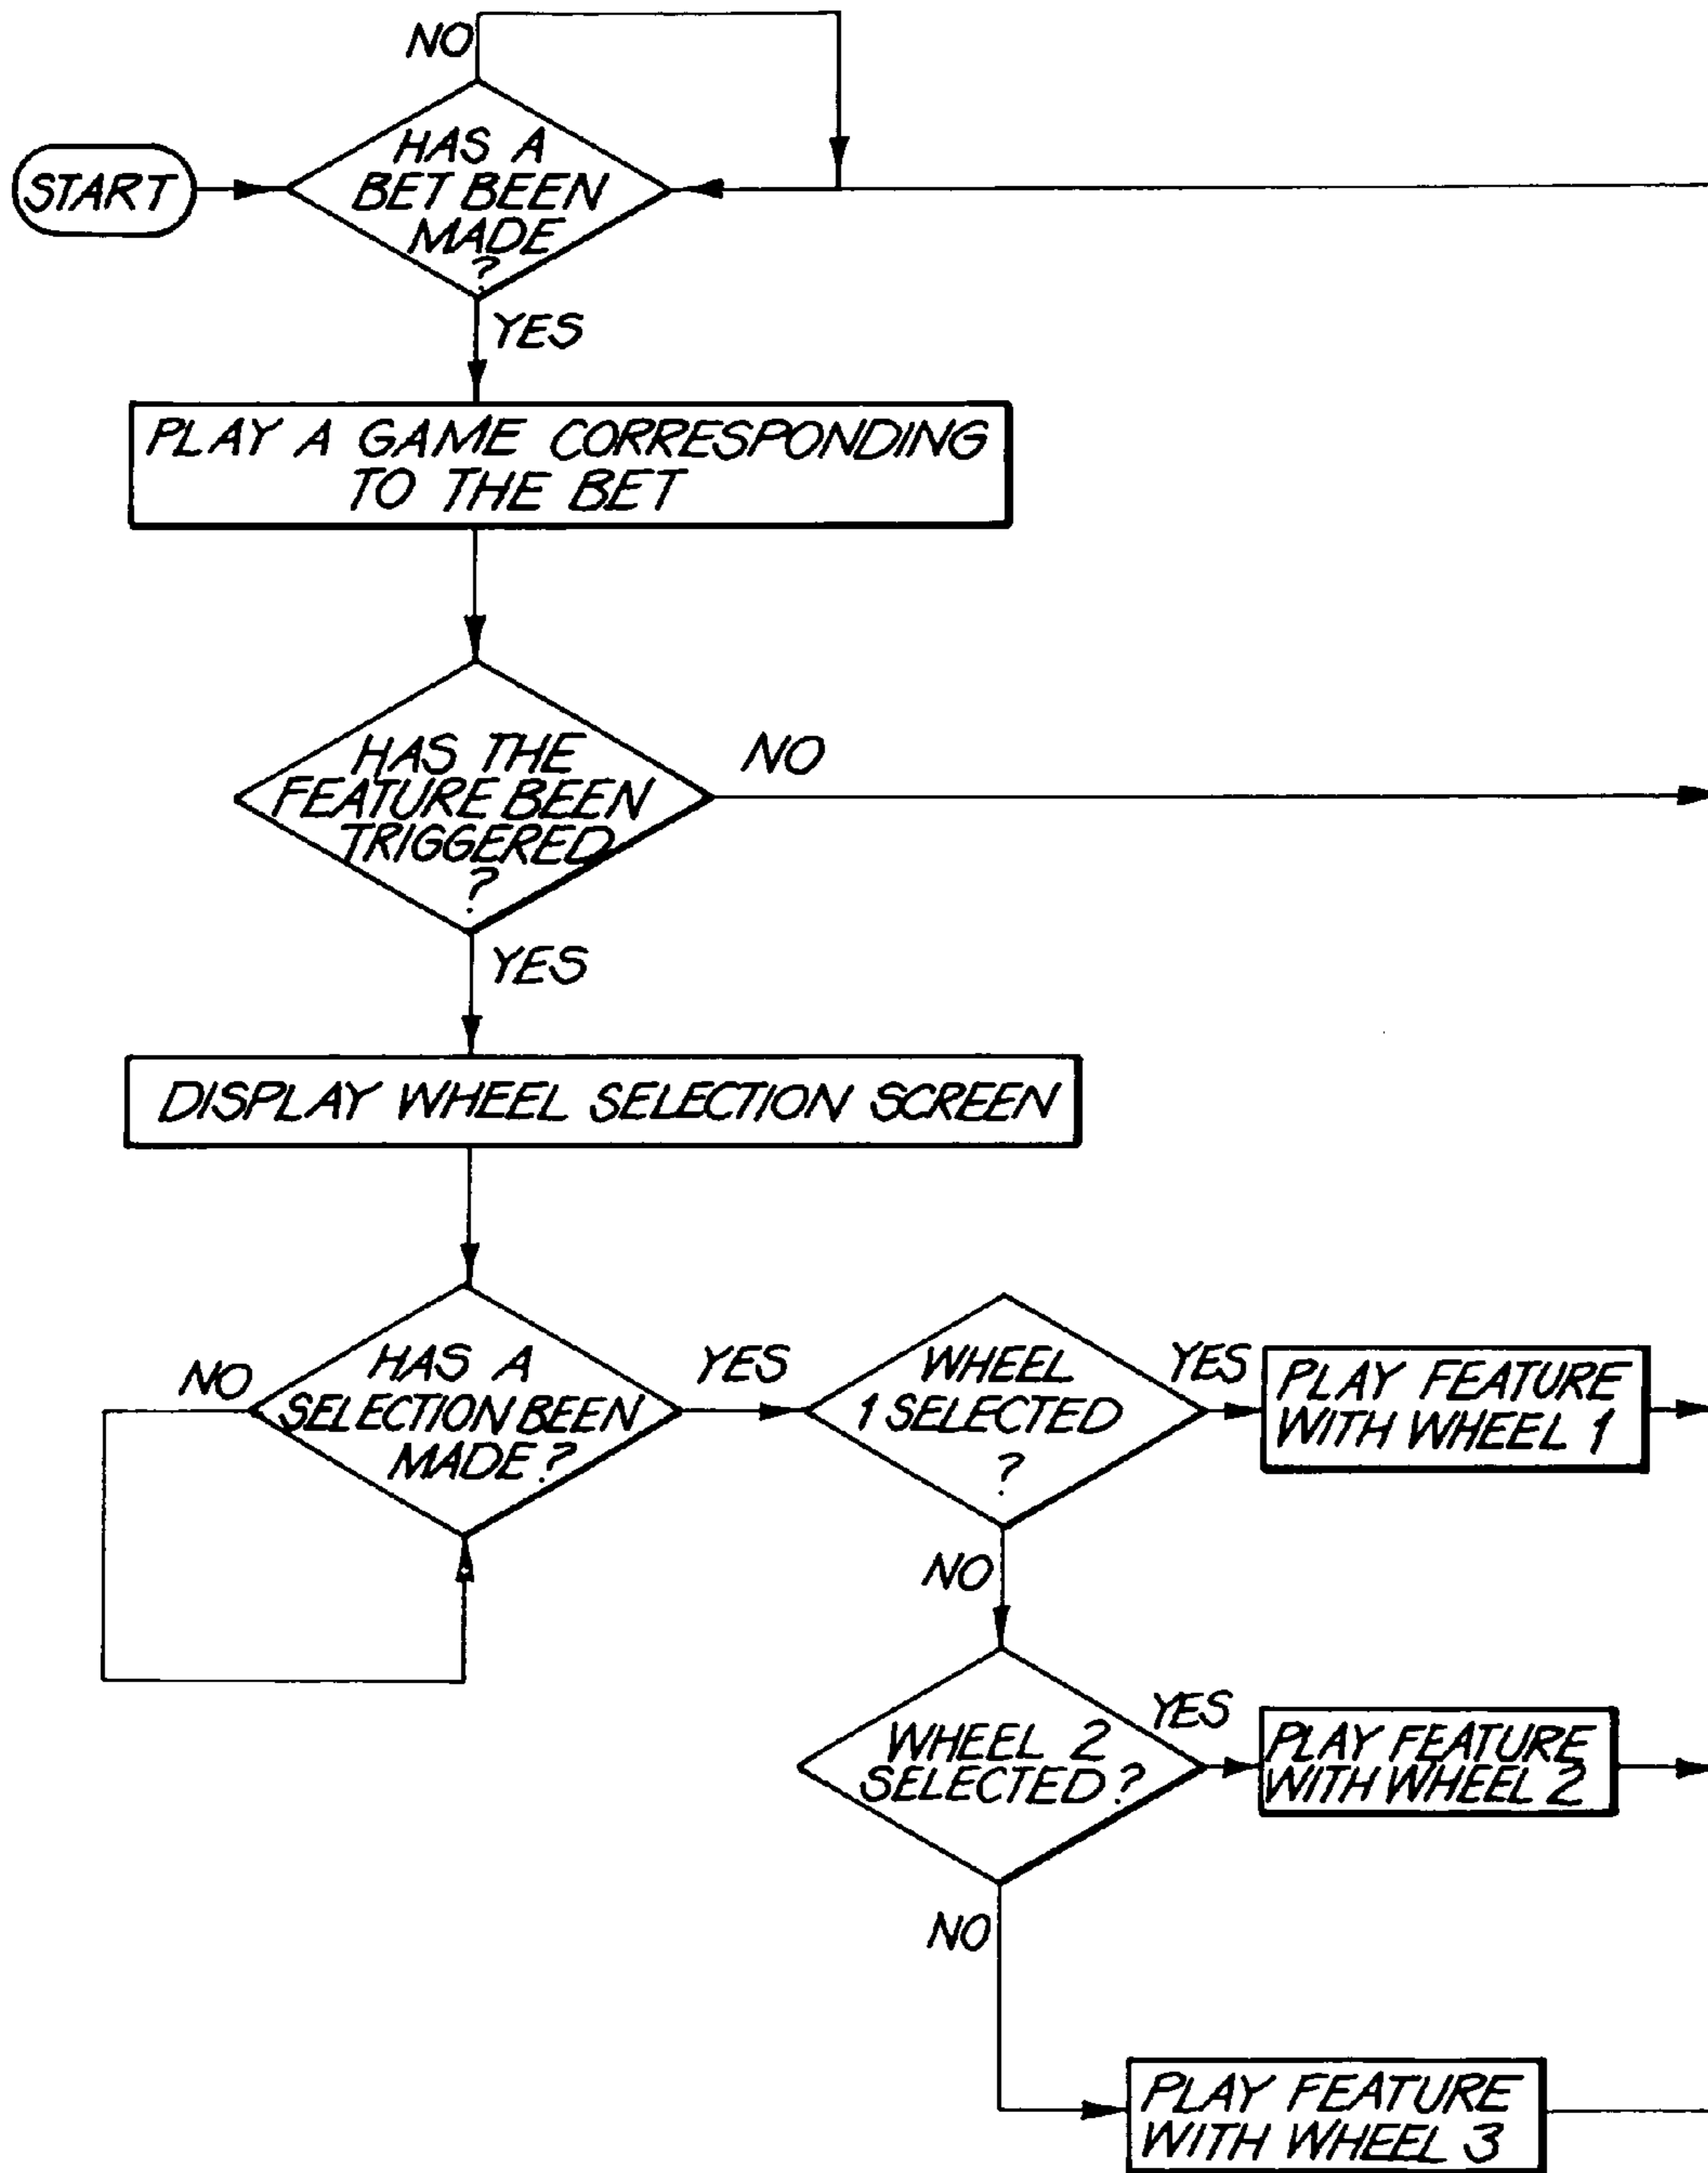 NO
START
HAS A
BET BEEN
MADE
?
YES
PLAY A GAME CORRESPONDING
TO THE BET
HAS THE
FEATURE BEEN
TRIGGERED
?
NO
YES
DISPLAY WHEEL SELECTION SCREEN
NO
HAS A
SELECTION BEEN
MADE?
YES
WHEEL
1 SELECTED
?
YES
PLAY FEATURE
WITH WHEEL 1
NO
WHEEL 2
SELECTED?
YES
PLAY FEATURE
WITH WHEEL 2
NO
PLAY FEATURE
WITH WHEEL 3